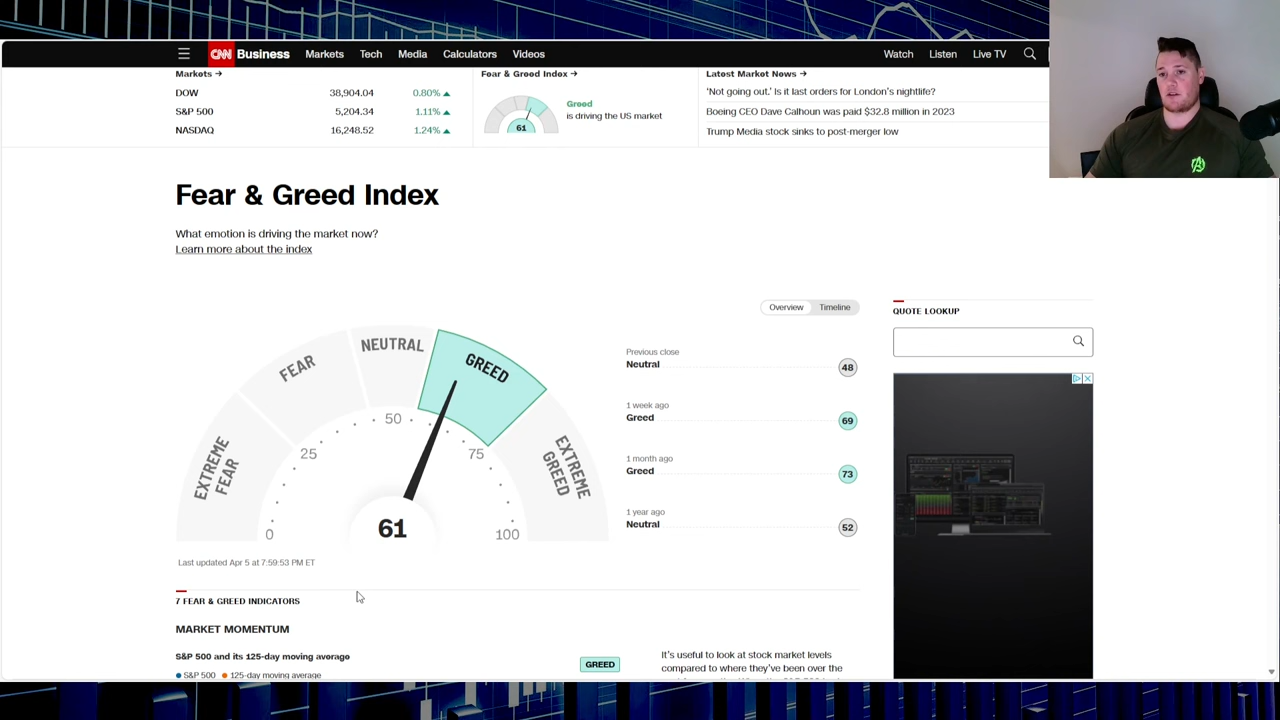 CNN Business Markets Tech Media Calculators Videos Watch Listen Live TV
Markets → Fear & Greed Index → Latest Market News →
DOW 38,904.04 0.80%
S&P 500 5,204.34 1.11%
NASDAQ 16,248.52 1.24%
61
Greed
is driving the US market
'Not going out.' Is it last orders for London's nightlife?
Boeing CEO Dave Calhoun was paid $32.8 million in 2023
Trump Media stock sinks to post-merger low
Fear & Greed Index
What emotion is driving the market now?
Learn more about the index
Overview Timeline
EXTREME FEAR
FEAR
NEUTRAL
GREED
EXTREME GREED
0
25
50
75
100
61
Last updated Apr 5 at 7:59:53 PM ET
Previous close
Neutral 48
1 week ago
Greed 69
1 month ago
Greed 73
1 year ago
Neutral 52
QUOTE LOOKUP
7 FEAR & GREED INDICATORS
MARKET MOMENTUM
S&P 500 and its 125-day moving average
S&P 500 125-day moving average
GREED
It's useful to look at stock market levels
compared to where they've been over the